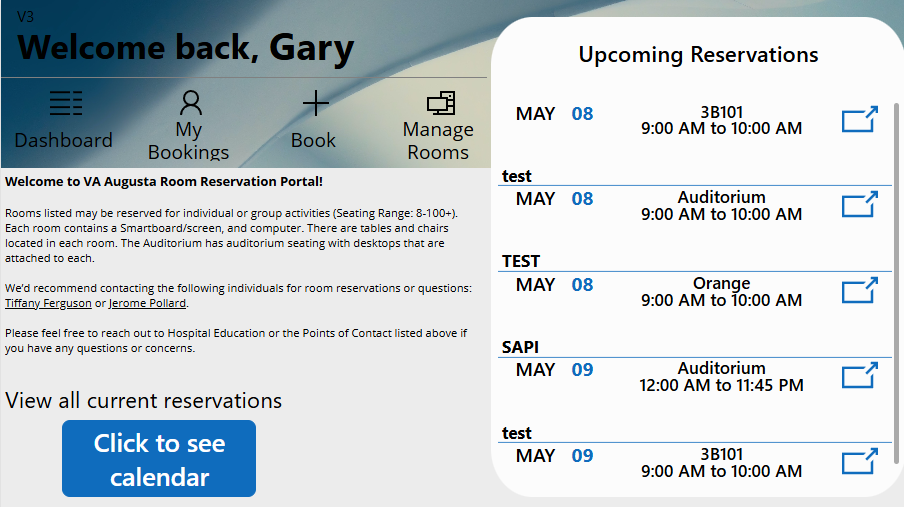 V3
Welcome back, Gary
Dashboard
My
Bookings
Book
Manage
Rooms
Welcome to VA Augusta Room Reservation Portal!
Rooms listed may be reserved for individual or group activities (Seating Range: 8-100+).
Each room contains a Smartboard/screen, and computer. There are tables and chairs
located in each room. The Auditorium has auditorium seating with desktops that are
attached to each.
We'd recommend contacting the following individuals for room reservations or questions:
Tiffany Ferguson or Jerome Pollard.
Please feel free to reach out to Hospital Education or the Points of Contact listed above if
you have any questions or concerns.
View all current reservations
Click to see
calendar
Upcoming Reservations
MAY 08 3B101
9:00 AM to 10:00 AM
test
MAY 08 Auditorium
9:00 AM to 10:00 AM
TEST
MAY 08 Orange
9:00 AM to 10:00 AM
SAPI
MAY 09 Auditorium
12:00 AM to 11:45 PM
test
MAY 09 3B101
9:00 AM to 10:00 AM